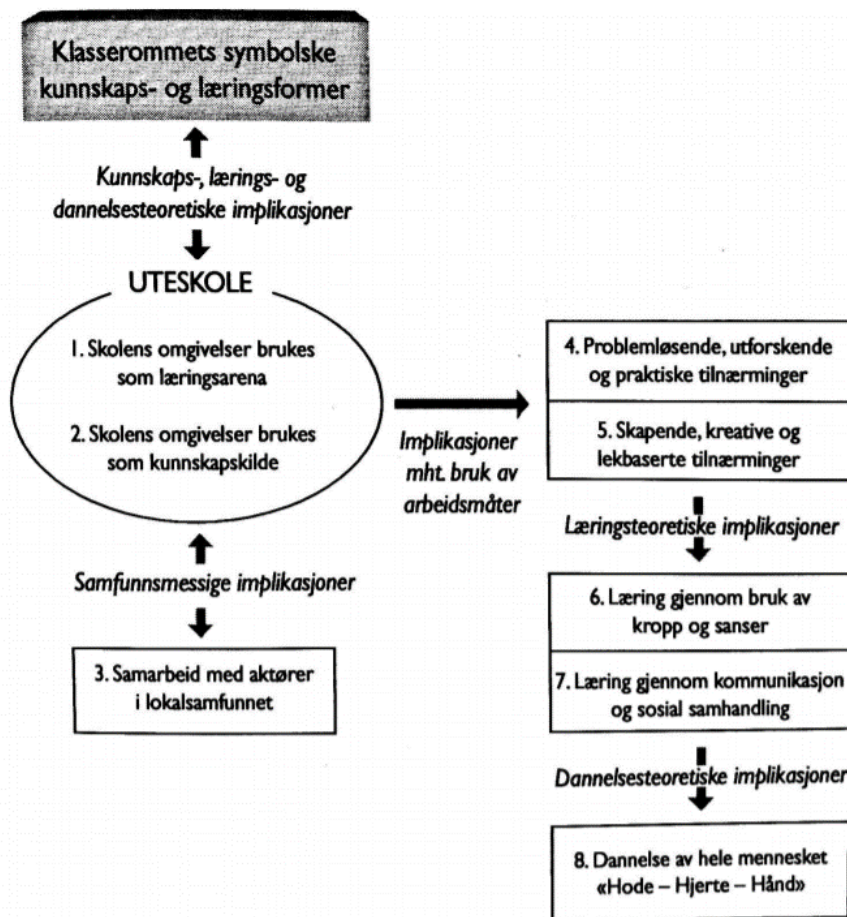 Klasserommets symbolske
kunnskaps- og læringsformer
Kunnskaps-, lærings- og
dannelsesteoretiske implikasjoner
UTESKOLE
1. Skolens omgivelser brukes
som læringsarena
2. Skolens omgivelser brukes
som kunnskapskilde
Samfunnsmessige implikasjoner
3. Samarbeid med aktører
i lokalsamfunnet
Implikasjoner
mht. bruk av
arbeidsmåter
4. Problemløsende, utforskende
og praktiske tilnærminger
5. Skapende, kreative og
lekbaserte tilnærminger
Læringsteoretiske implikasjoner
6. Læring gjennom bruk av
kropp og sanser
7. Læring gjennom kommunikasjon
og sosial samhandling
Dannelsesteoretiske implikasjoner
8. Dannelse av hele mennesket
«Hode – Hjerte – Hånd»